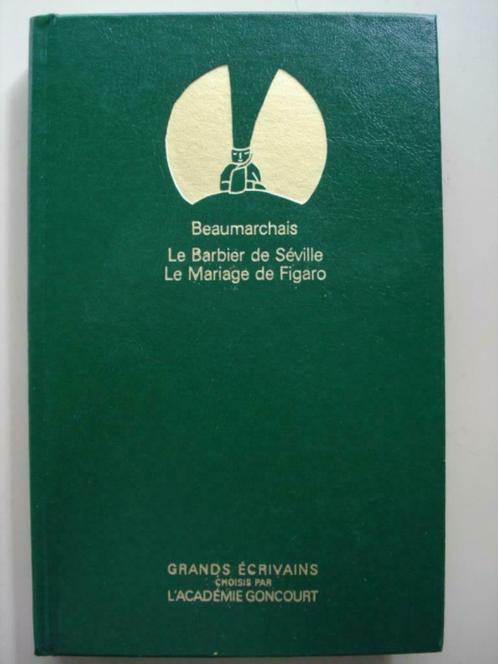 Beaumarchais
Le Barbier de Séville
Le Mariage de Figaro
GRANDS ÉCRIVAINS
CHOISIS PAR
L'ACADÉMIE GONCOURT